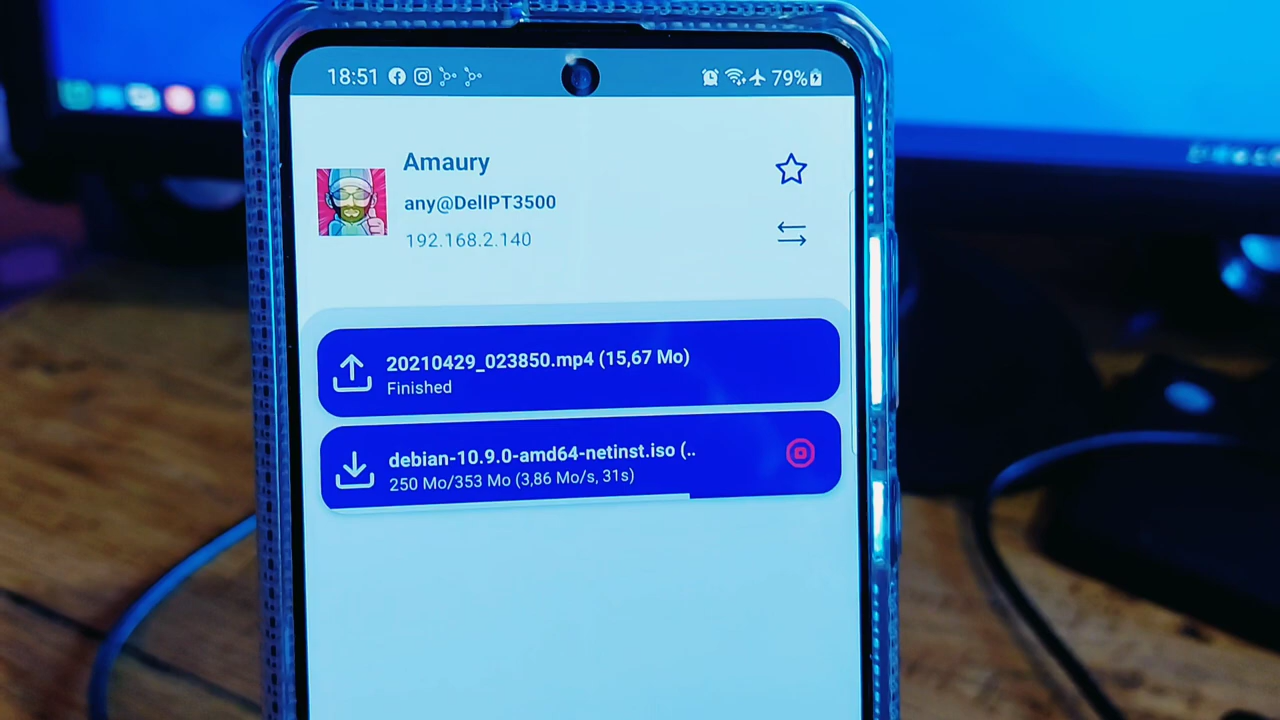 18:51 79%
Amaury
any@DellPT3500
192.168.2.140
20210429_023850.mp4 (15,67 Mo)
Finished
debian-10.9.0-amd64-netinst.iso (..
250 Mo/353 Mo (3,86 Mo/s, 31s)